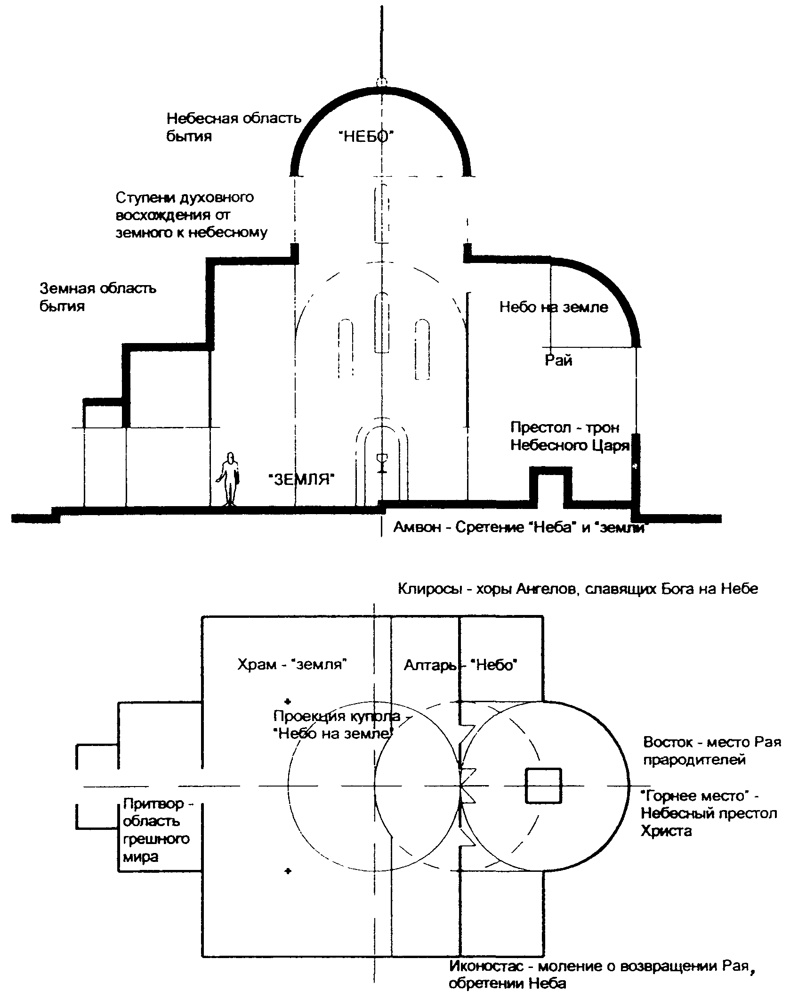 Небесная область
бытия
"НЕБО"
Ступени духовного
восхождения от
земного к небесному
Земная область
бытия
Небо на земле
Рай
Престол - трон
Небесного Царя
"ЗЕМЛЯ"
Амвон - Сретение "Неба" и "земли"
Клиросы - хоры Ангелов, славящих Бога на Небе
Храм - "земля"
Алтарь - "Небо"
Проекция купола -
"Небо на земле"
Восток - место Рая
прародителей
"Горнее место" -
Небесный престол
Христа
Притвор -
область
грешного
мира
Иконостас - моление о возвращении Рая,
обретении Неба